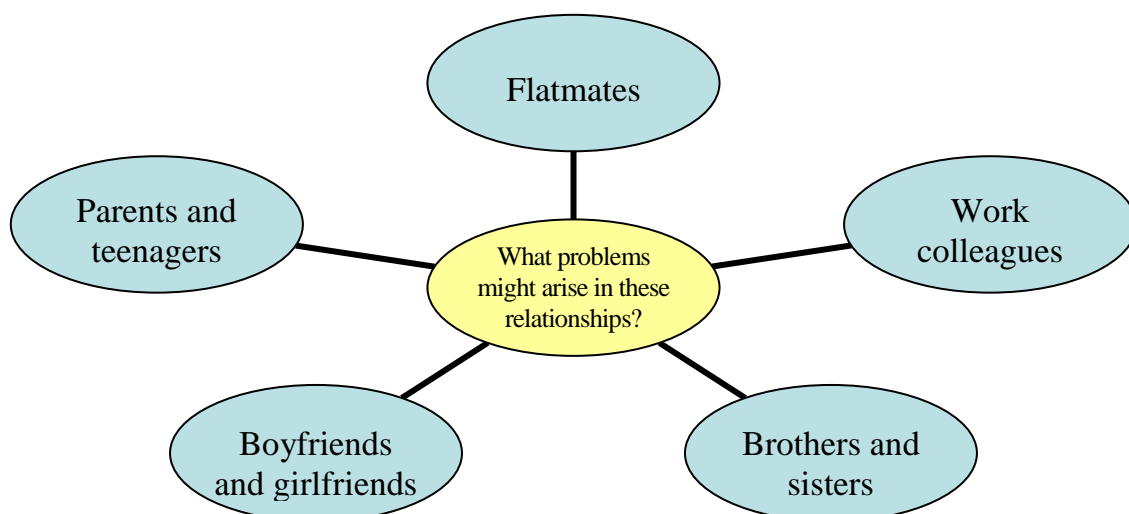 Flatmates
Parents and
teenagers
Work
colleagues
What problems
might arise in these
relationships?
Boyfriends
and girlfriends
Brothers and
sisters